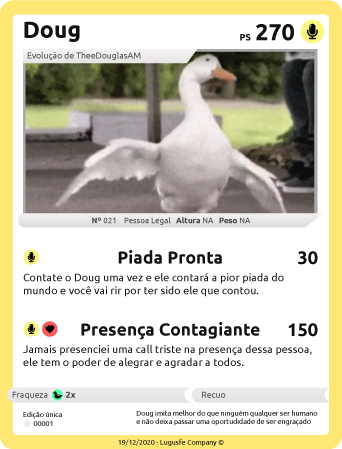 Doug
PS 270
Evolução de TheeDouglasAM
Nº 021 Pessoa Legal Altura NA Peso NA
Piada Pronta 30
Contate o Doug uma vez e ele contará a pior piada do
mundo e você vai rir por ter sido ele que contou.
Presença Contagiante 150
Jamais presenciei uma call triste na presença dessa pessoa,
ele tem o poder de alegrar e agradar a todos.
Fraqueza 2x
Recuo
Edição única
00001
Doug imita melhor do que ninguém qualquer ser humano
e não deixa passar uma oportudidade de ser engraçado
19/12/2020 - Lugusfe Company ©